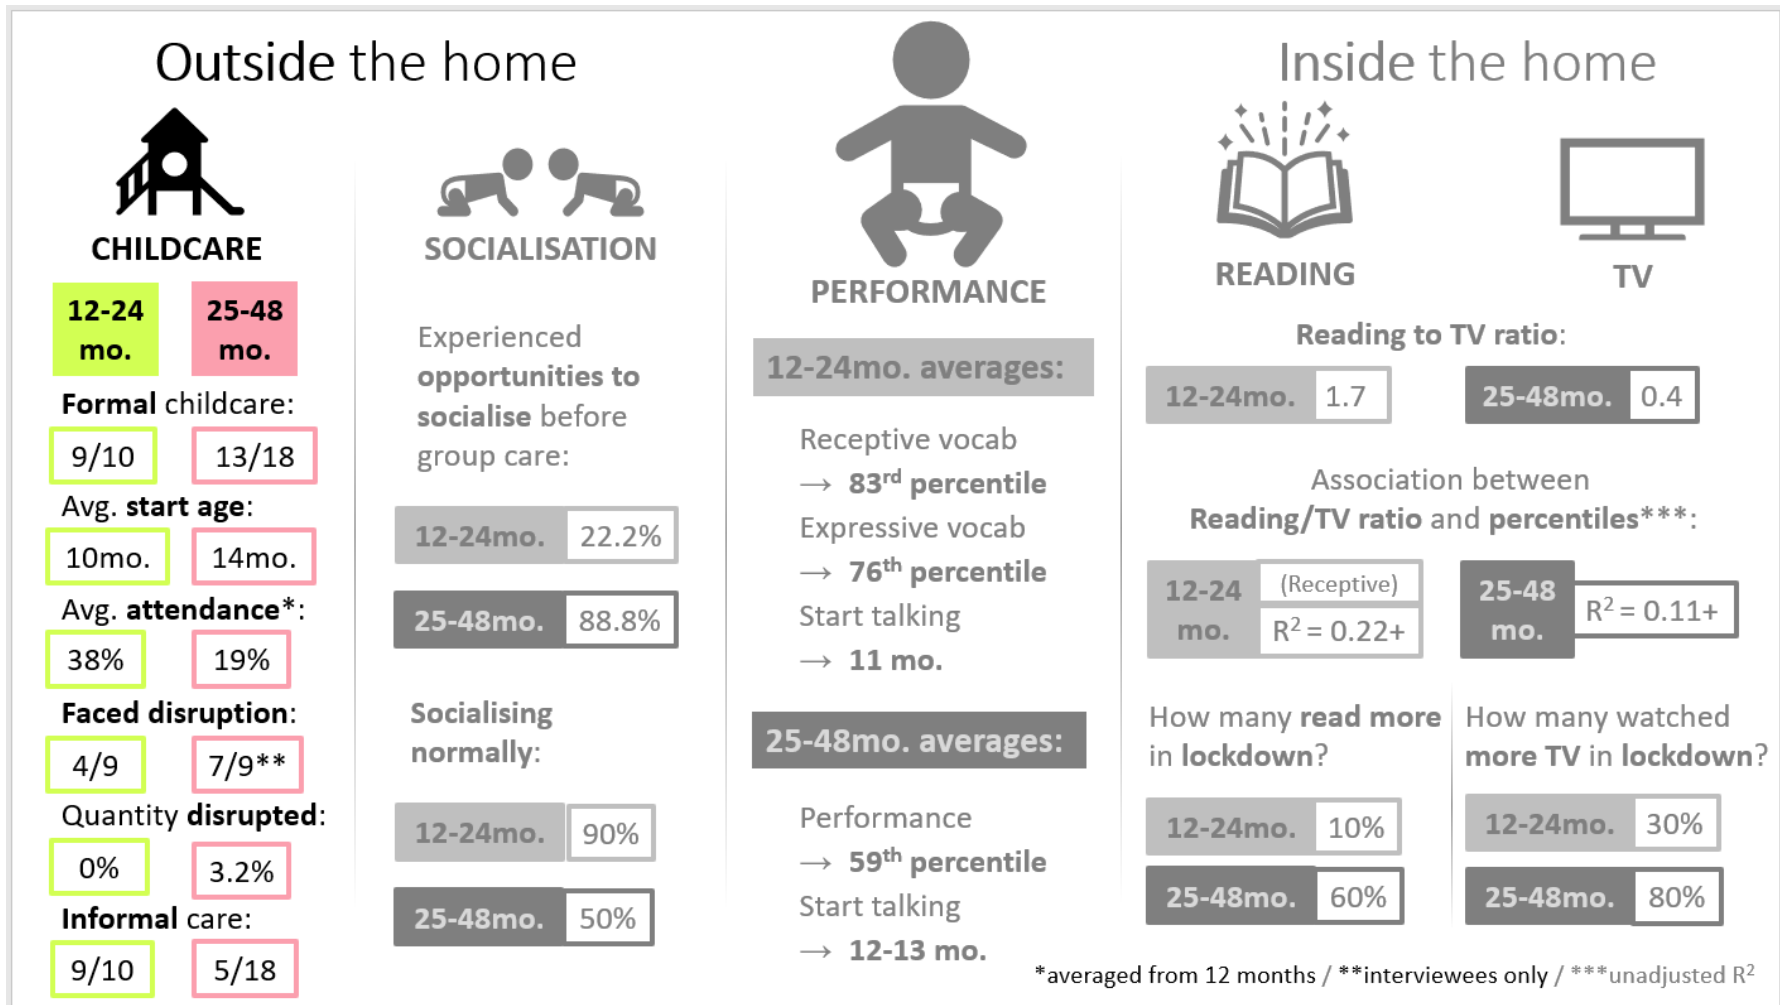 Outside the home
CHILDCARE
12-24
mo.
25-48
mo.
Formal childcare:
9/10
13/18
Avg. start age:
10mo.
14mo.
Avg. attendance*:
38%
19%
Faced disruption:
4/9
7/9**
Quantity disrupted:
0%
3.2%
Informal care:
9/10
5/18
SOCIALISATION
Experienced
opportunities to
socialise before
group care:
12-24mo.
22.2%
25-48mo.
88.8%
Socialising
normally:
12-24mo.
90%
25-48mo.
50%
PERFORMANCE
12-24mo. averages:
Receptive vocab
→ 83rd percentile
Expressive vocab
→ 76th percentile
Start talking
→ 11 mo.
25-48mo. averages:
Performance
→ 59th percentile
Start talking
→ 12-13 mo.
Inside the home
READING
TV
Reading to TV ratio:
12-24mo.
1.7
25-48mo.
0.4
Association between
Reading/TV ratio and percentiles***:
12-24
mo.
(Receptive)
R² = 0.22+
25-48
mo.
R² = 0.11+
How many read more
in lockdown?
12-24mo.
10%
25-48mo.
60%
How many watched
more TV in lockdown?
12-24mo.
30%
25-48mo.
80%
*averaged from 12 months / **interviewees only / ***unadjusted R²